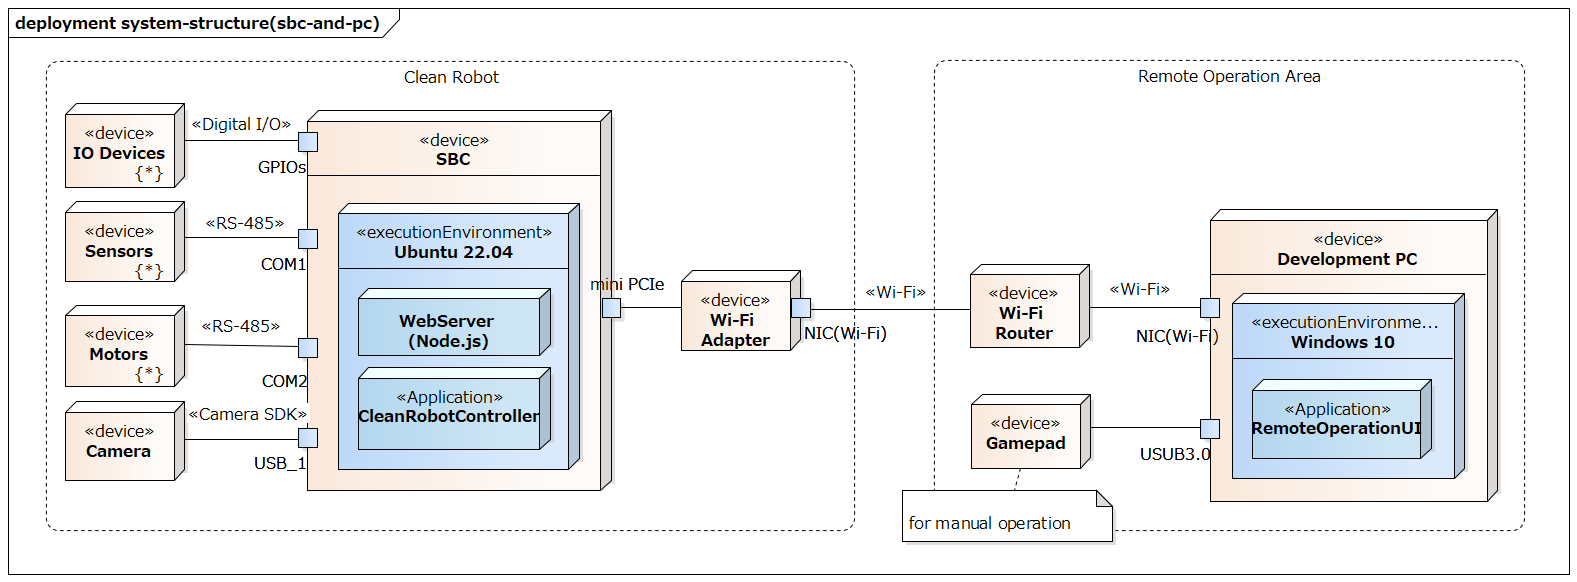 deployment system-structure(sbc-and-pc)
Clean Robot
«device»
IO Devices
{*}
«Digital I/O»
GPIOs
«device»
Sensors
{*}
«RS-485»
COM1
«device»
Motors
{*}
«RS-485»
COM2
«device»
Camera
«Camera SDK»
USB_1
«device»
SBC
«executionEnvironment»
Ubuntu 22.04
WebServer
(Node.js)
«Application»
CleanRobotController
mini PCIe
«device»
Wi-Fi
Adapter
NIC(Wi-Fi)
«Wi-Fi»
Remote Operation Area
«device»
Wi-Fi
Router
«Wi-Fi»
NIC(Wi-Fi)
«device»
Gamepad
USUB3.0
for manual operation
«device»
Development PC
«executionEnvironme...
Windows 10
«Application»
RemoteOperationUI